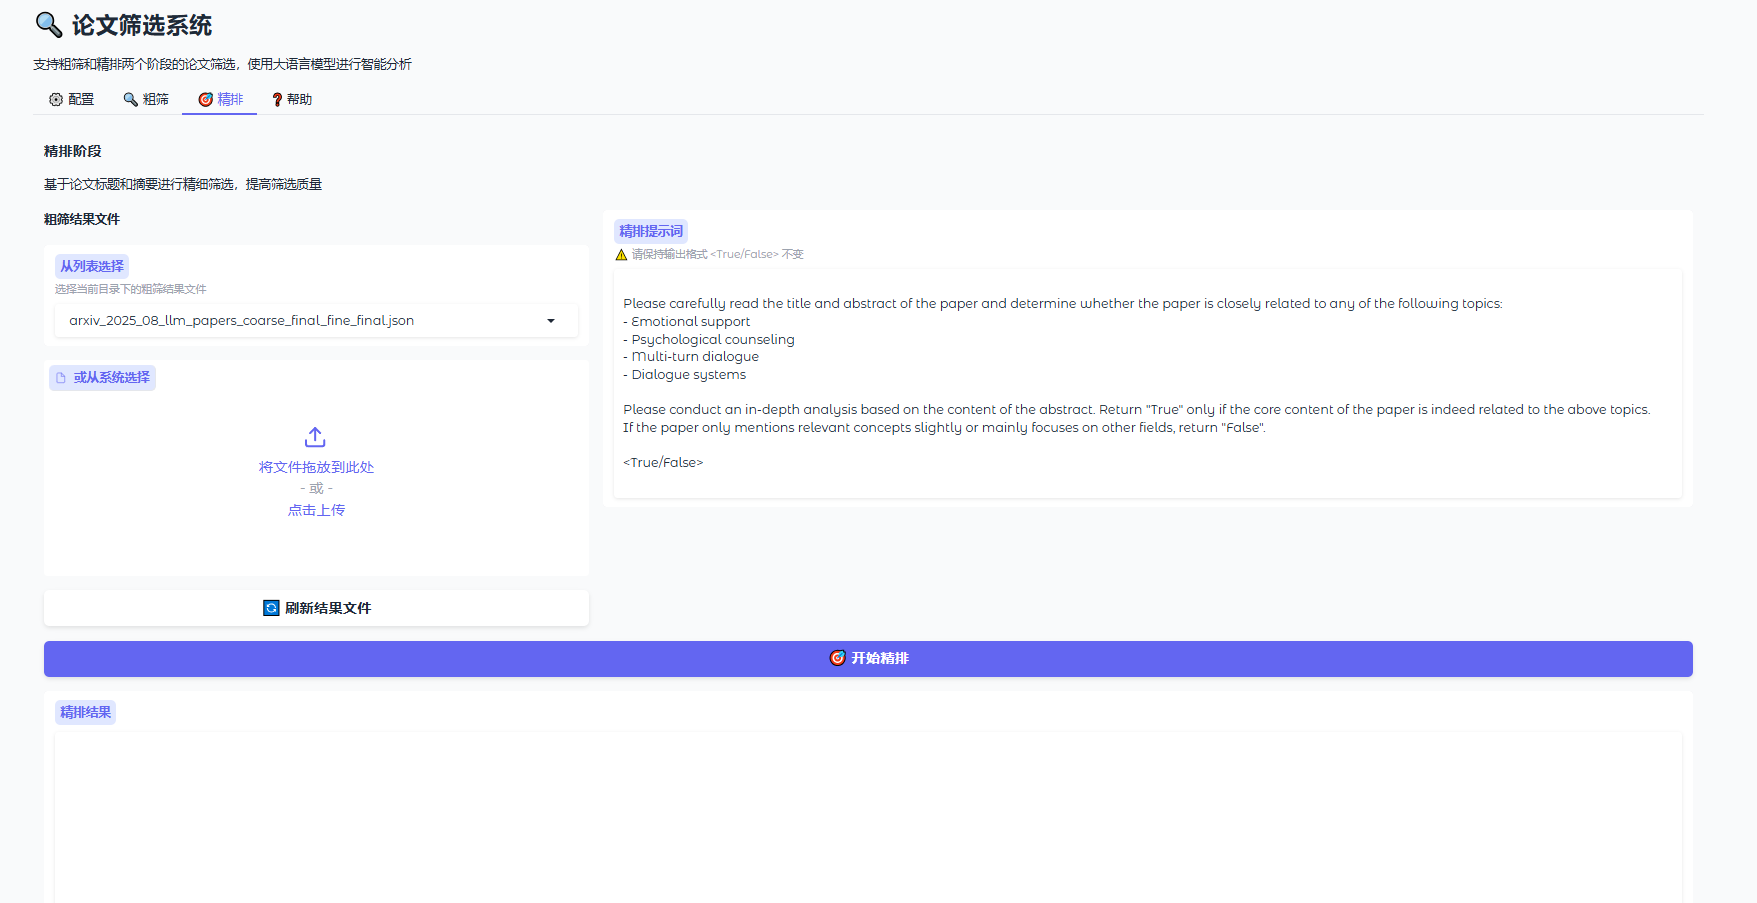 论文筛选系统
支持粗筛和精排两个阶段的论文筛选，使用大语言模型进行智能分析
配置 粗筛 精排 帮助
精排阶段
基于论文标题和摘要进行精细筛选，提高筛选质量
粗筛结果文件
从列表选择
选择当前目录下的粗筛结果文件
arxiv_2025_08_llm_papers_coarse_final_fine_final.json
或从系统选择
将文件拖放到此处
- 或 -
点击上传
刷新结果文件
精排提示词
请保持输出格式 <True/False> 不变
Please carefully read the title and abstract of the paper and determine whether the paper is closely related to any of the following topics:
- Emotional support
- Psychological counseling
- Multi-turn dialogue
- Dialogue systems
Please conduct an in-depth analysis based on the content of the abstract. Return "True" only if the core content of the paper is indeed related to the above topics.
If the paper only mentions relevant concepts slightly or mainly focuses on other fields, return "False".
<True/False>
开始精排
精排结果